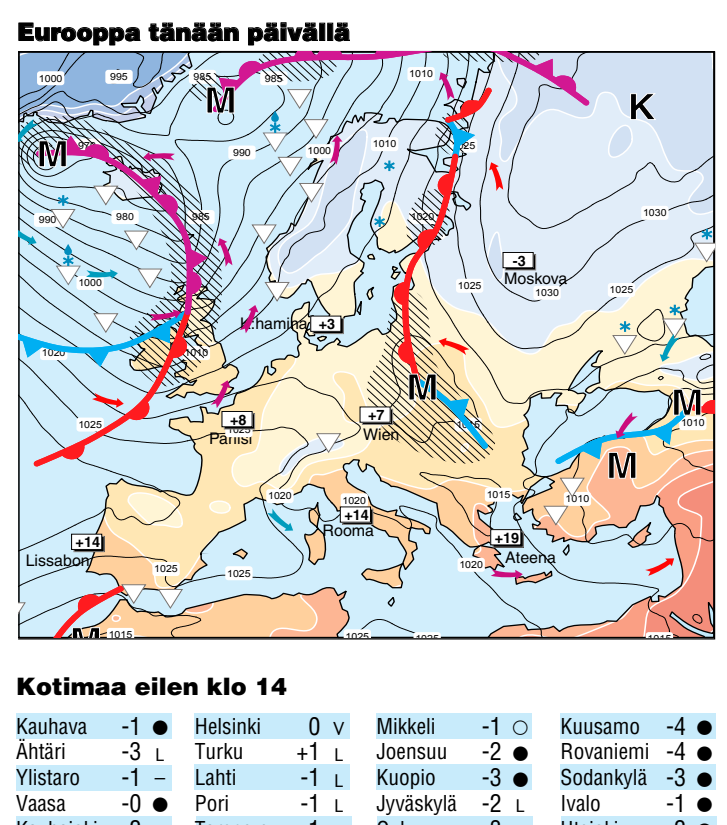 Eurooppa tänään päivällä
1000 995 985 985 1010
M K
M 990 1000 1010
990 980 985 1020 1030
-3
Moskova
1000 1025 1030 1025
+3
1020 1010
M M
1025 +8 +7 1010
Wien
M
1020 1020 1015 1010
+14
Rooma
+14 +19
Lissabon Ateena
1025 1025 1020
M 1015 1025 1025 1015
Kotimaa eilen klo 14
Kauhava -1 ● Helsinki 0 V Mikkeli -1 ○ Kuusamo -4 ●
Ähtäri -3 L Turku +1 L Joensuu -2 ● Rovaniemi -4 ●
Ylistaro -1 – Lahti -1 L Kuopio -3 ● Sodankylä -3 ●
Vaasa -0 ● Pori -1 L Jyväskylä -2 L Ivalo -1 ●